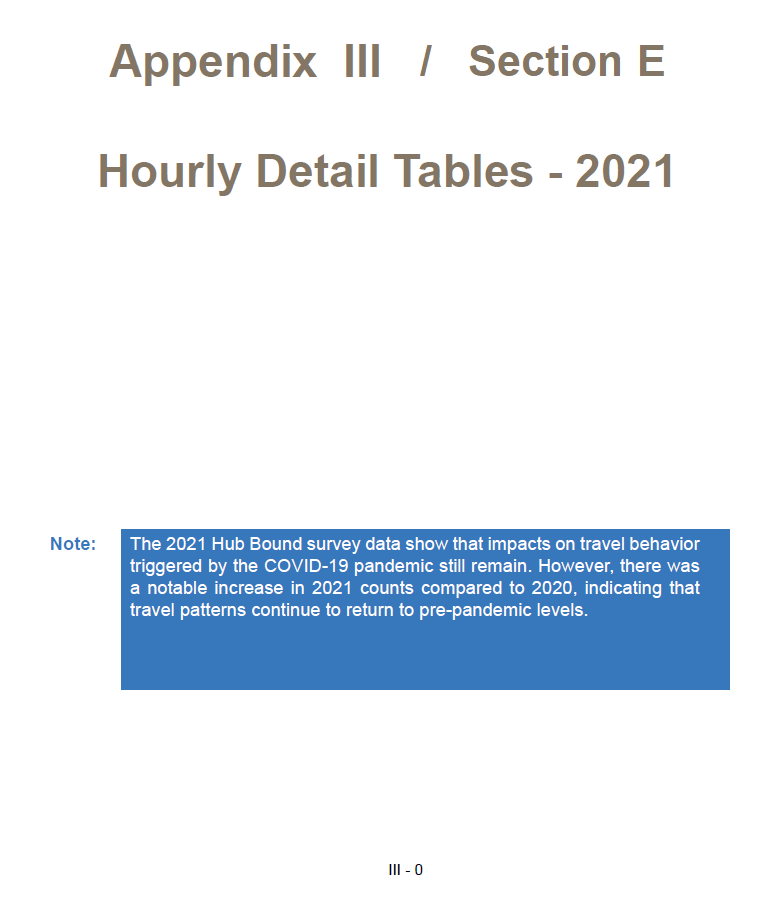 Appendix III / Section E
Hourly Detail Tables - 2021
Note:
The 2021 Hub Bound survey data show that impacts on travel behavior
triggered by the COVID-19 pandemic still remain. However, there was
a notable increase in 2021 counts compared to 2020, indicating that
travel patterns continue to return to pre-pandemic levels.
III - 0